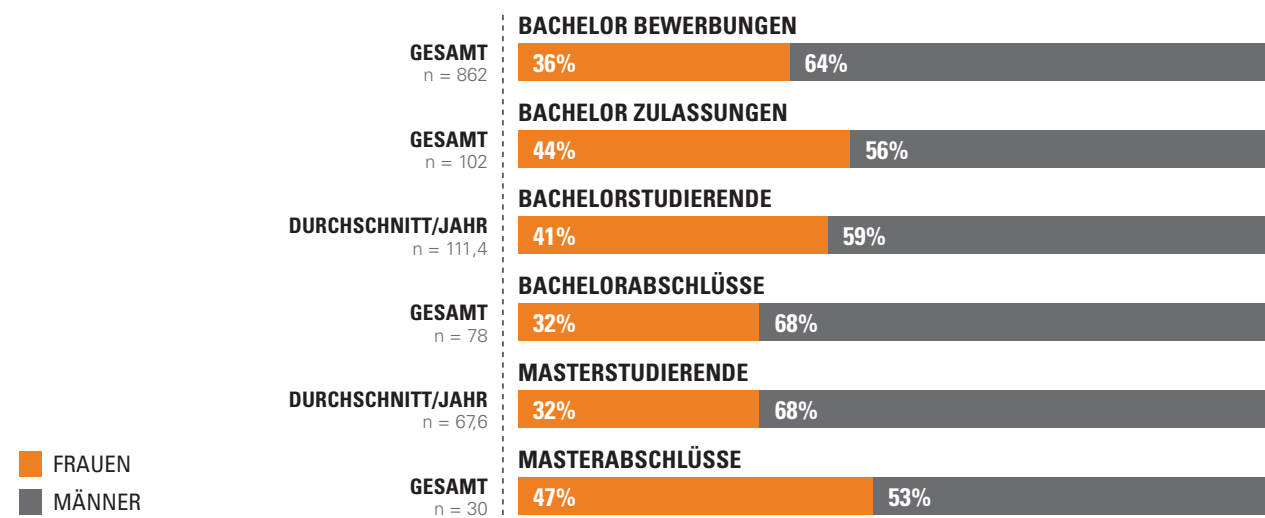 BACHELOR BEWERBUNGEN
GESAMT
n = 862
36% 64%
BACHELOR ZULASSUNGEN
GESAMT
n = 102
44% 56%
BACHELORSTUDIERENDE
DURCHSCHNITT/JAHR
n = 111,4
41% 59%
BACHELORABSCHLÜSSE
GESAMT
n = 78
32% 68%
MASTERSTUDIERENDE
DURCHSCHNITT/JAHR
n = 67,6
32% 68%
MASTERABSCHLÜSSE
GESAMT
n = 30
47% 53%
FRAUEN
MÄNNER